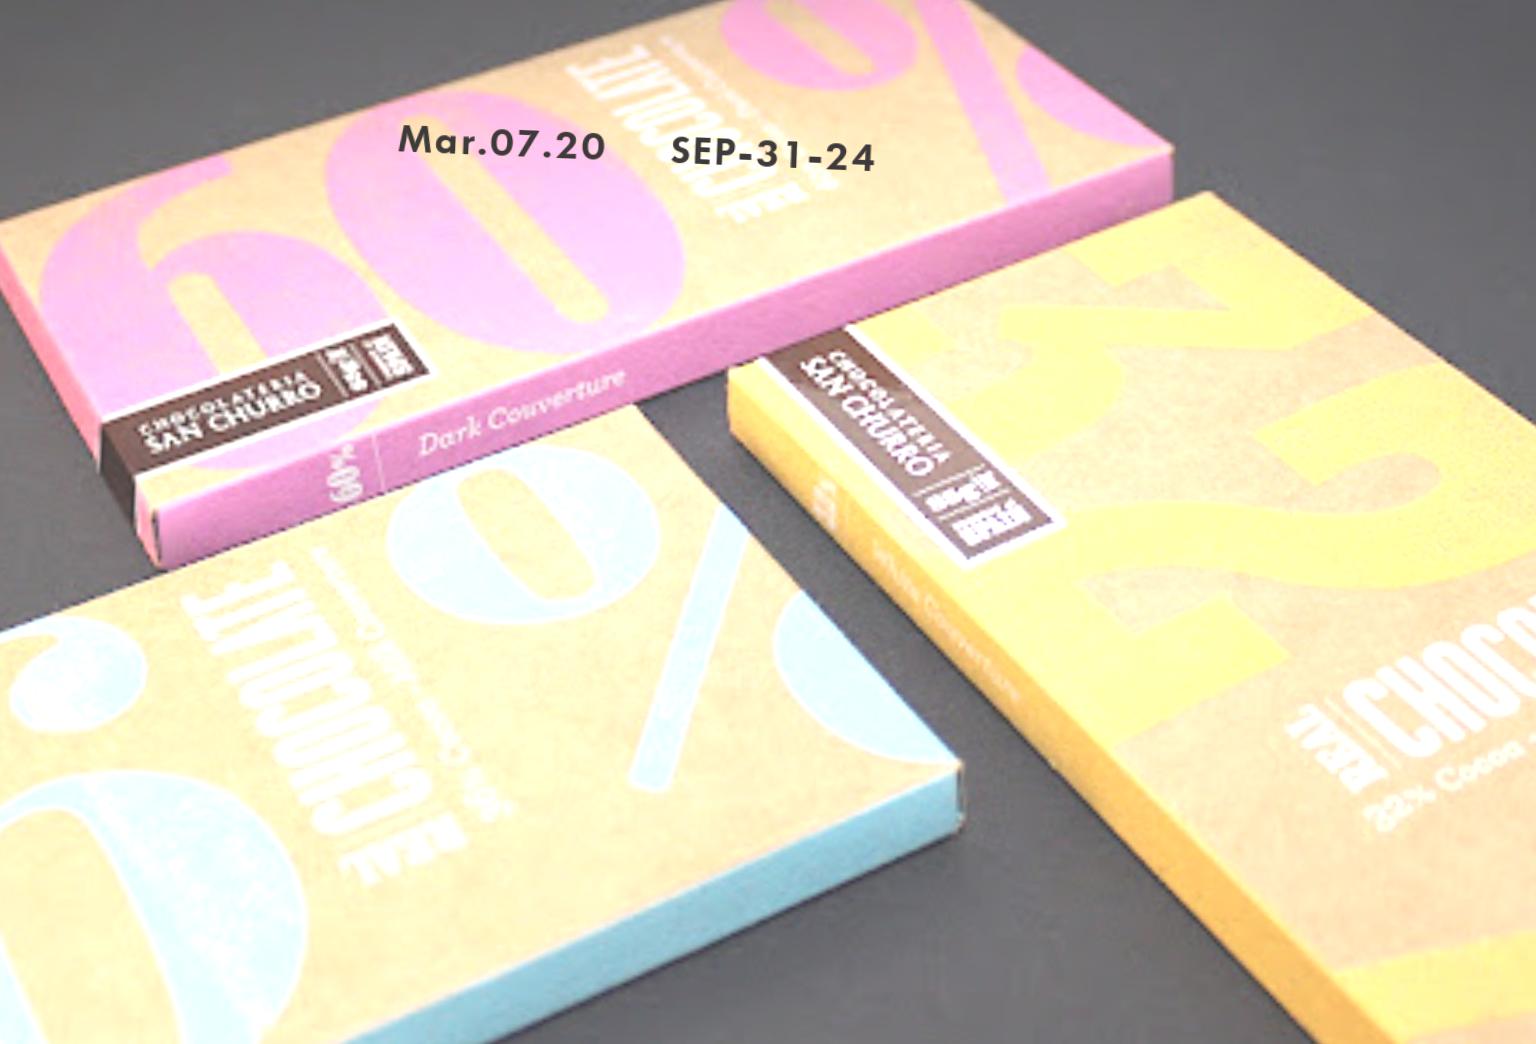 Mar.07.20 SEP-31-24
60%
REAL CHOCOLATE
CHOCOLATERIA
SAN CHURRO
60% Dark Couverture
%
REAL CHOCOLATE
CHOCOLATERIA
SAN CHURRO
White Couverture
REAL CHOCO
22% Cocoa